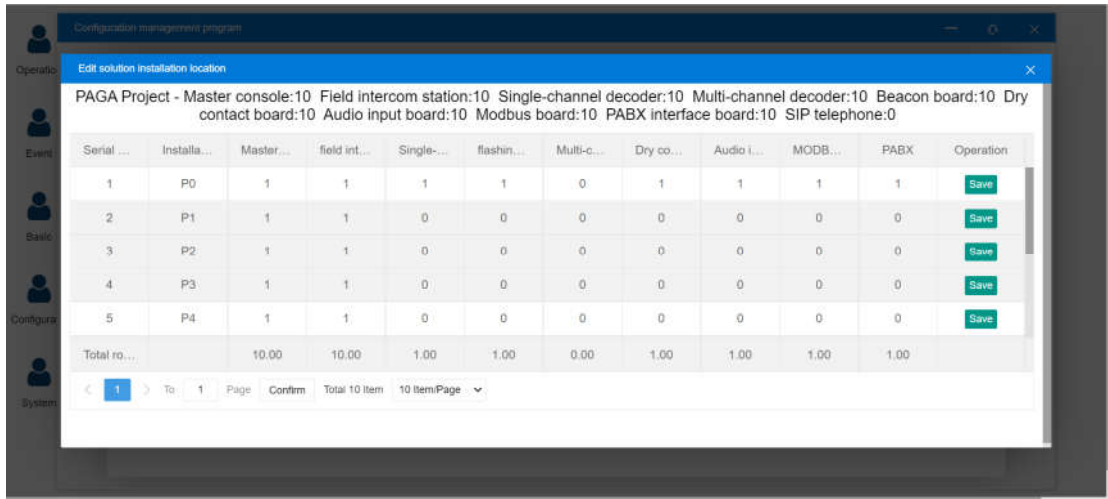 Configuration management program
Operatio
Edit solution installation location
PAGA Project - Master console:10 Field intercom station:10 Single-channel decoder:10 Multi-channel decoder:10 Beacon board:10 Dry
contact board:10 Audio input board:10 Modbus board:10 PABX interface board:10 SIP telephone:0
Event
Serial ... Installa... Master... field int... Single-... flashin... Multi-c... Dry co... Audio i... MODB... PABX Operation
1 P0 1 1 1 1 0 1 1 1 1 Save
2 P1 1 1 0 0 0 0 0 0 0 Save
Basic
3 P2 1 1 0 0 0 0 0 0 0 Save
4 P3 1 1 0 0 0 0 0 0 0 Save
Configurat
5 P4 1 1 0 0 0 0 0 0 0 Save
Total ro... 10.00 10.00 1.00 1.00 0.00 1.00 1.00 1.00 1.00
1 To 1 Page Confirm Total 10 Item 10 Item/Page
System